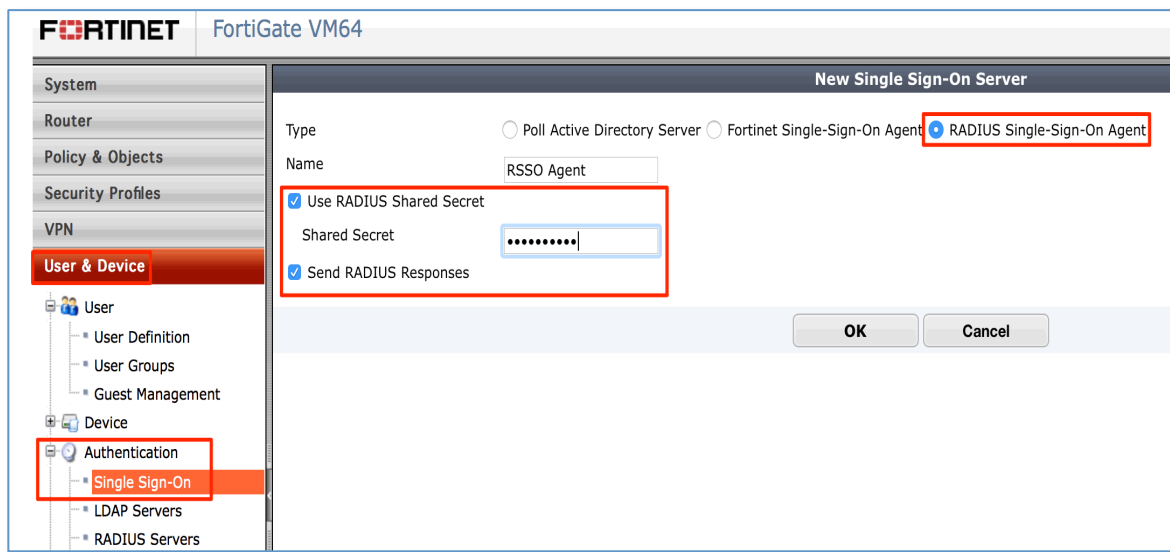 FORTINET FortiGate VM64
System
Router
Policy & Objects
Security Profiles
VPN
User & Device
User
User Definition
User Groups
Guest Management
Device
Authentication
Single Sign-On
LDAP Servers
RADIUS Servers
New Single Sign-On Server
Type Poll Active Directory Server Fortinet Single-Sign-On Agent RADIUS Single-Sign-On Agent
Name RSSO Agent
Use RADIUS Shared Secret
Shared Secret ••••••••••
Send RADIUS Responses
OK Cancel